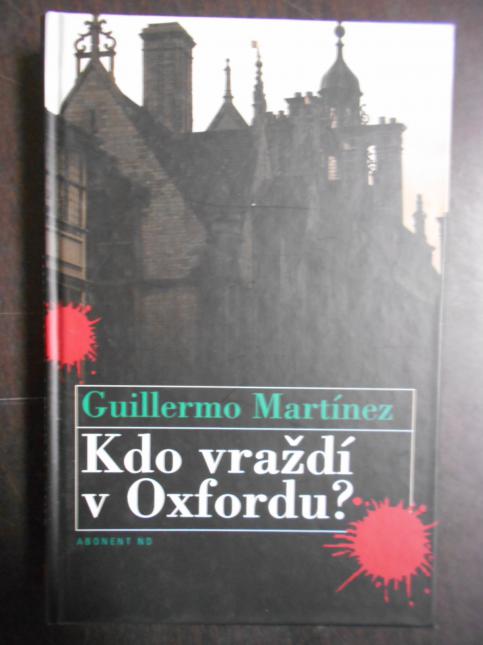 Guillermo Martínez
Kdo vraždí
v Oxfordu?
ABONENT ND